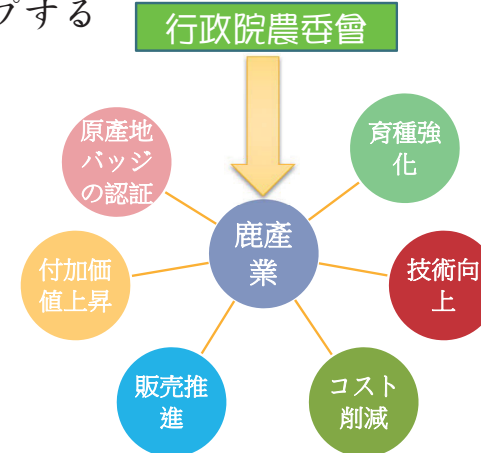 プする
行政院農委會
原產地
バッジ
の認証
育種強
化
鹿產
業
付加価
値上昇
技術向
上
販売推
進
コスト
削減